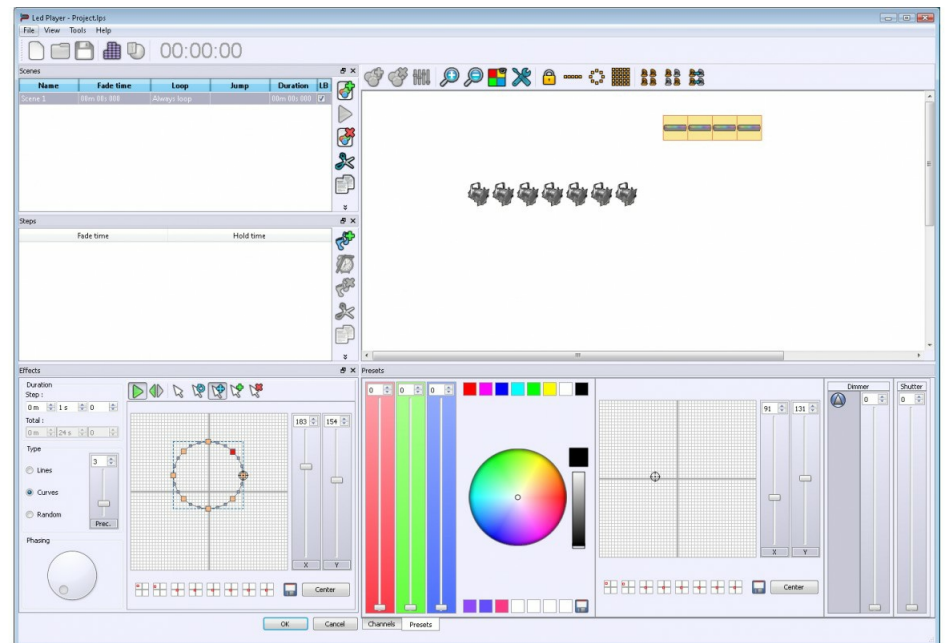 Led Player - Project.lps
File View Tools Help
00:00:00
Scenes
Name Fade time Loop Jump Duration LB
Scene 1 00m 00s 000 Always loop 00m 00s 000
Steps
Fade time Hold time
Effects
Duration
Step :
0 m 1 s 0
Total :
0 m 24 s 0
Type
3
Lines
Curves
Random
Prec.
Phasing
183 154
X Y
Center
OK Cancel
Presets
0 0 0
91 131
X Y
Center
Dimmer
0
Shutter
0
Channels Presets